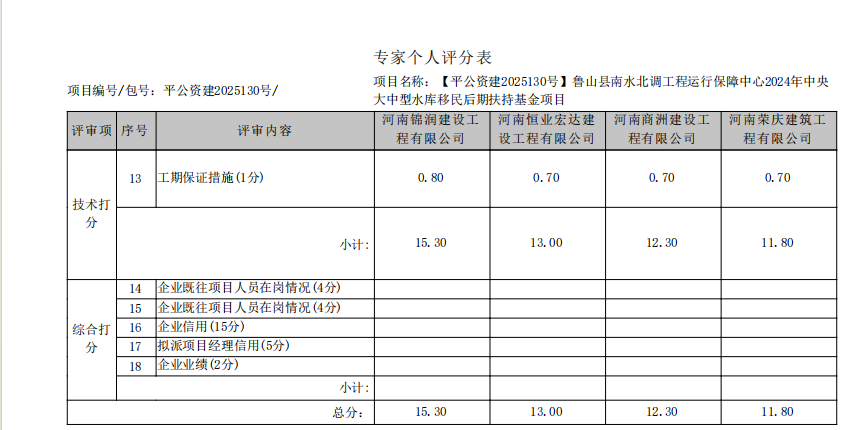 专家个人评分表
项目编号/包号: 平公资建2025130号/
项目名称: 【平公资建2025130号】鲁山县南水北调工程运行保障中心2024年中央
大中型水库移民后期扶持基金项目
评审项 序号 评审内容 河南锦润建设工程有限公司 河南恒业宏达建设工程有限公司 河南商洲建设工程有限公司 河南荣庆建筑工程有限公司
技术打分
13 工期保证措施(1分) 0.80 0.70 0.70 0.70
小计: 15.30 13.00 12.30 11.80
综合打分
14 企业既往项目人员在岗情况(4分)
15 企业既往项目人员在岗情况(4分)
16 企业信用(15分)
17 拟派项目经理信用(5分)
18 企业业绩(2分)
小计:
总分: 15.30 13.00 12.30 11.80